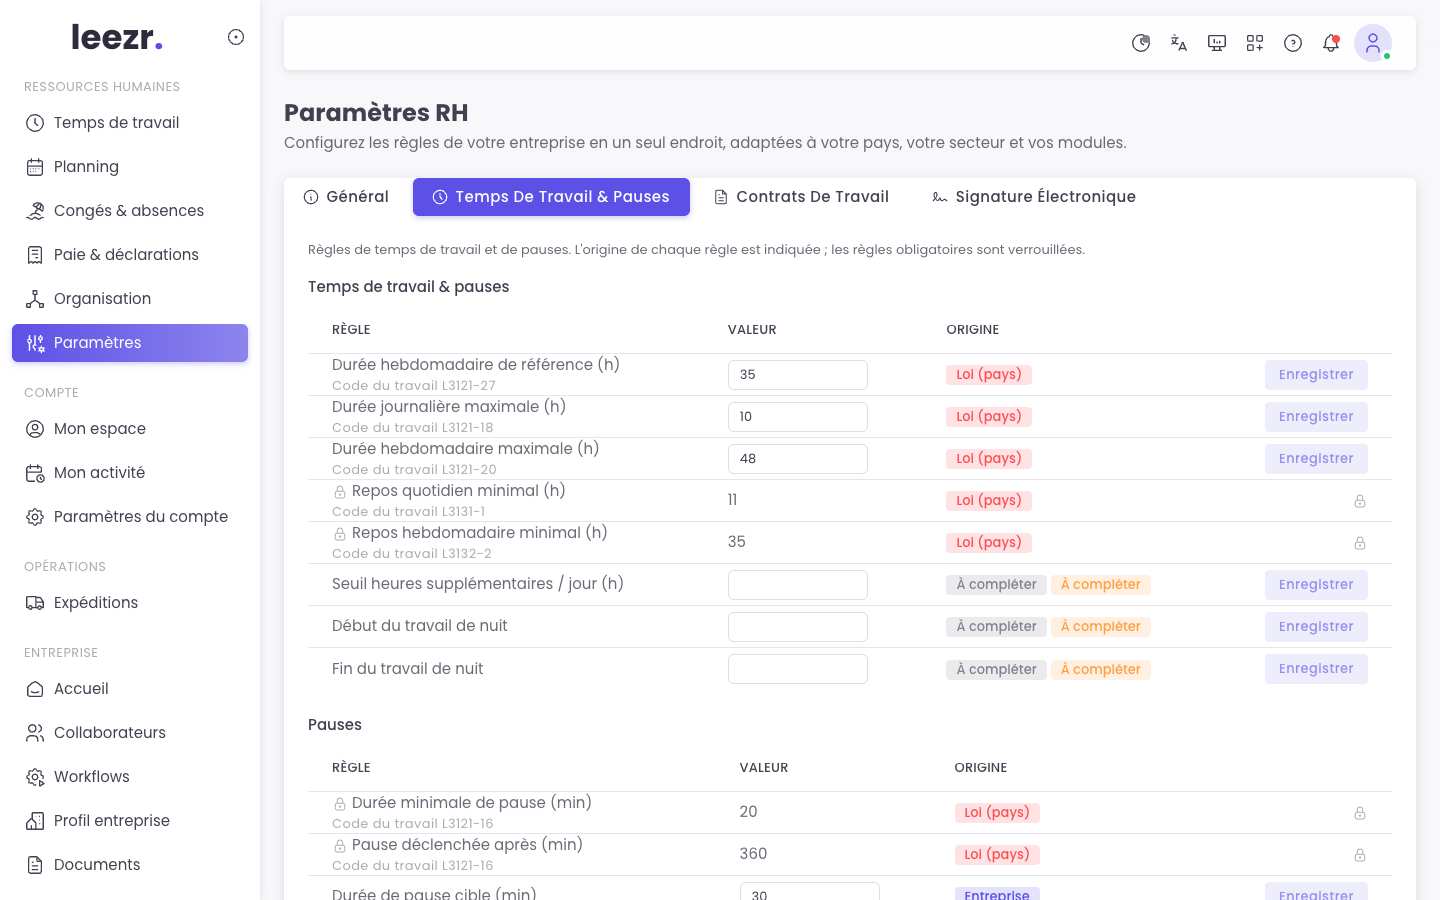 leezr.
RESSOURCES HUMAINES
Temps de travail
Planning
Congés & absences
Paie & déclarations
Organisation
Paramètres
COMPTE
Mon espace
Mon activité
Paramètres du compte
OPÉRATIONS
Expéditions
ENTREPRISE
Accueil
Collaborateurs
Workflows
Profil entreprise
Documents
Paramètres RH
Configurez les règles de votre entreprise en un seul endroit, adaptées à votre pays, votre secteur et vos modules.
Général Temps De Travail & Pauses Contrats De Travail Signature Électronique
Règles de temps de travail et de pauses. L'origine de chaque règle est indiquée ; les règles obligatoires sont verrouillées.
Temps de travail & pauses
RÈGLE VALEUR ORIGINE
Durée hebdomadaire de référence (h) 35 Loi (pays) Enregistrer
Code du travail L3121-27
Durée journalière maximale (h) 10 Loi (pays) Enregistrer
Code du travail L3121-18
Durée hebdomadaire maximale (h) 48 Loi (pays) Enregistrer
Code du travail L3121-20
Repos quotidien minimal (h) 11 Loi (pays)
Code du travail L3131-1
Repos hebdomadaire minimal (h) 35 Loi (pays)
Code du travail L3132-2
Seuil heures supplémentaires / jour (h) À compléter À compléter Enregistrer
Début du travail de nuit À compléter À compléter Enregistrer
Fin du travail de nuit À compléter À compléter Enregistrer
Pauses
RÈGLE VALEUR ORIGINE
Durée minimale de pause (min) 20 Loi (pays)
Code du travail L3121-16
Pause déclenchée après (min) 360 Loi (pays)
Code du travail L3121-16
Durée de pause cible (min) 30 Entreprise Enregistrer